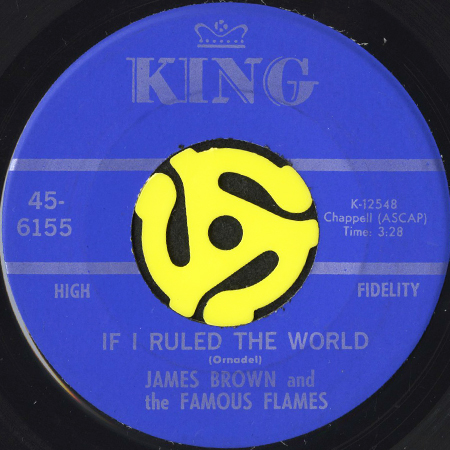 KING
45-
6155
K-12548
Chappell (ASCAP)
Time: 3:28
HIGH FIDELITY
IF I RULED THE WORLD
(Ornadel)
JAMES BROWN and
the FAMOUS FLAMES